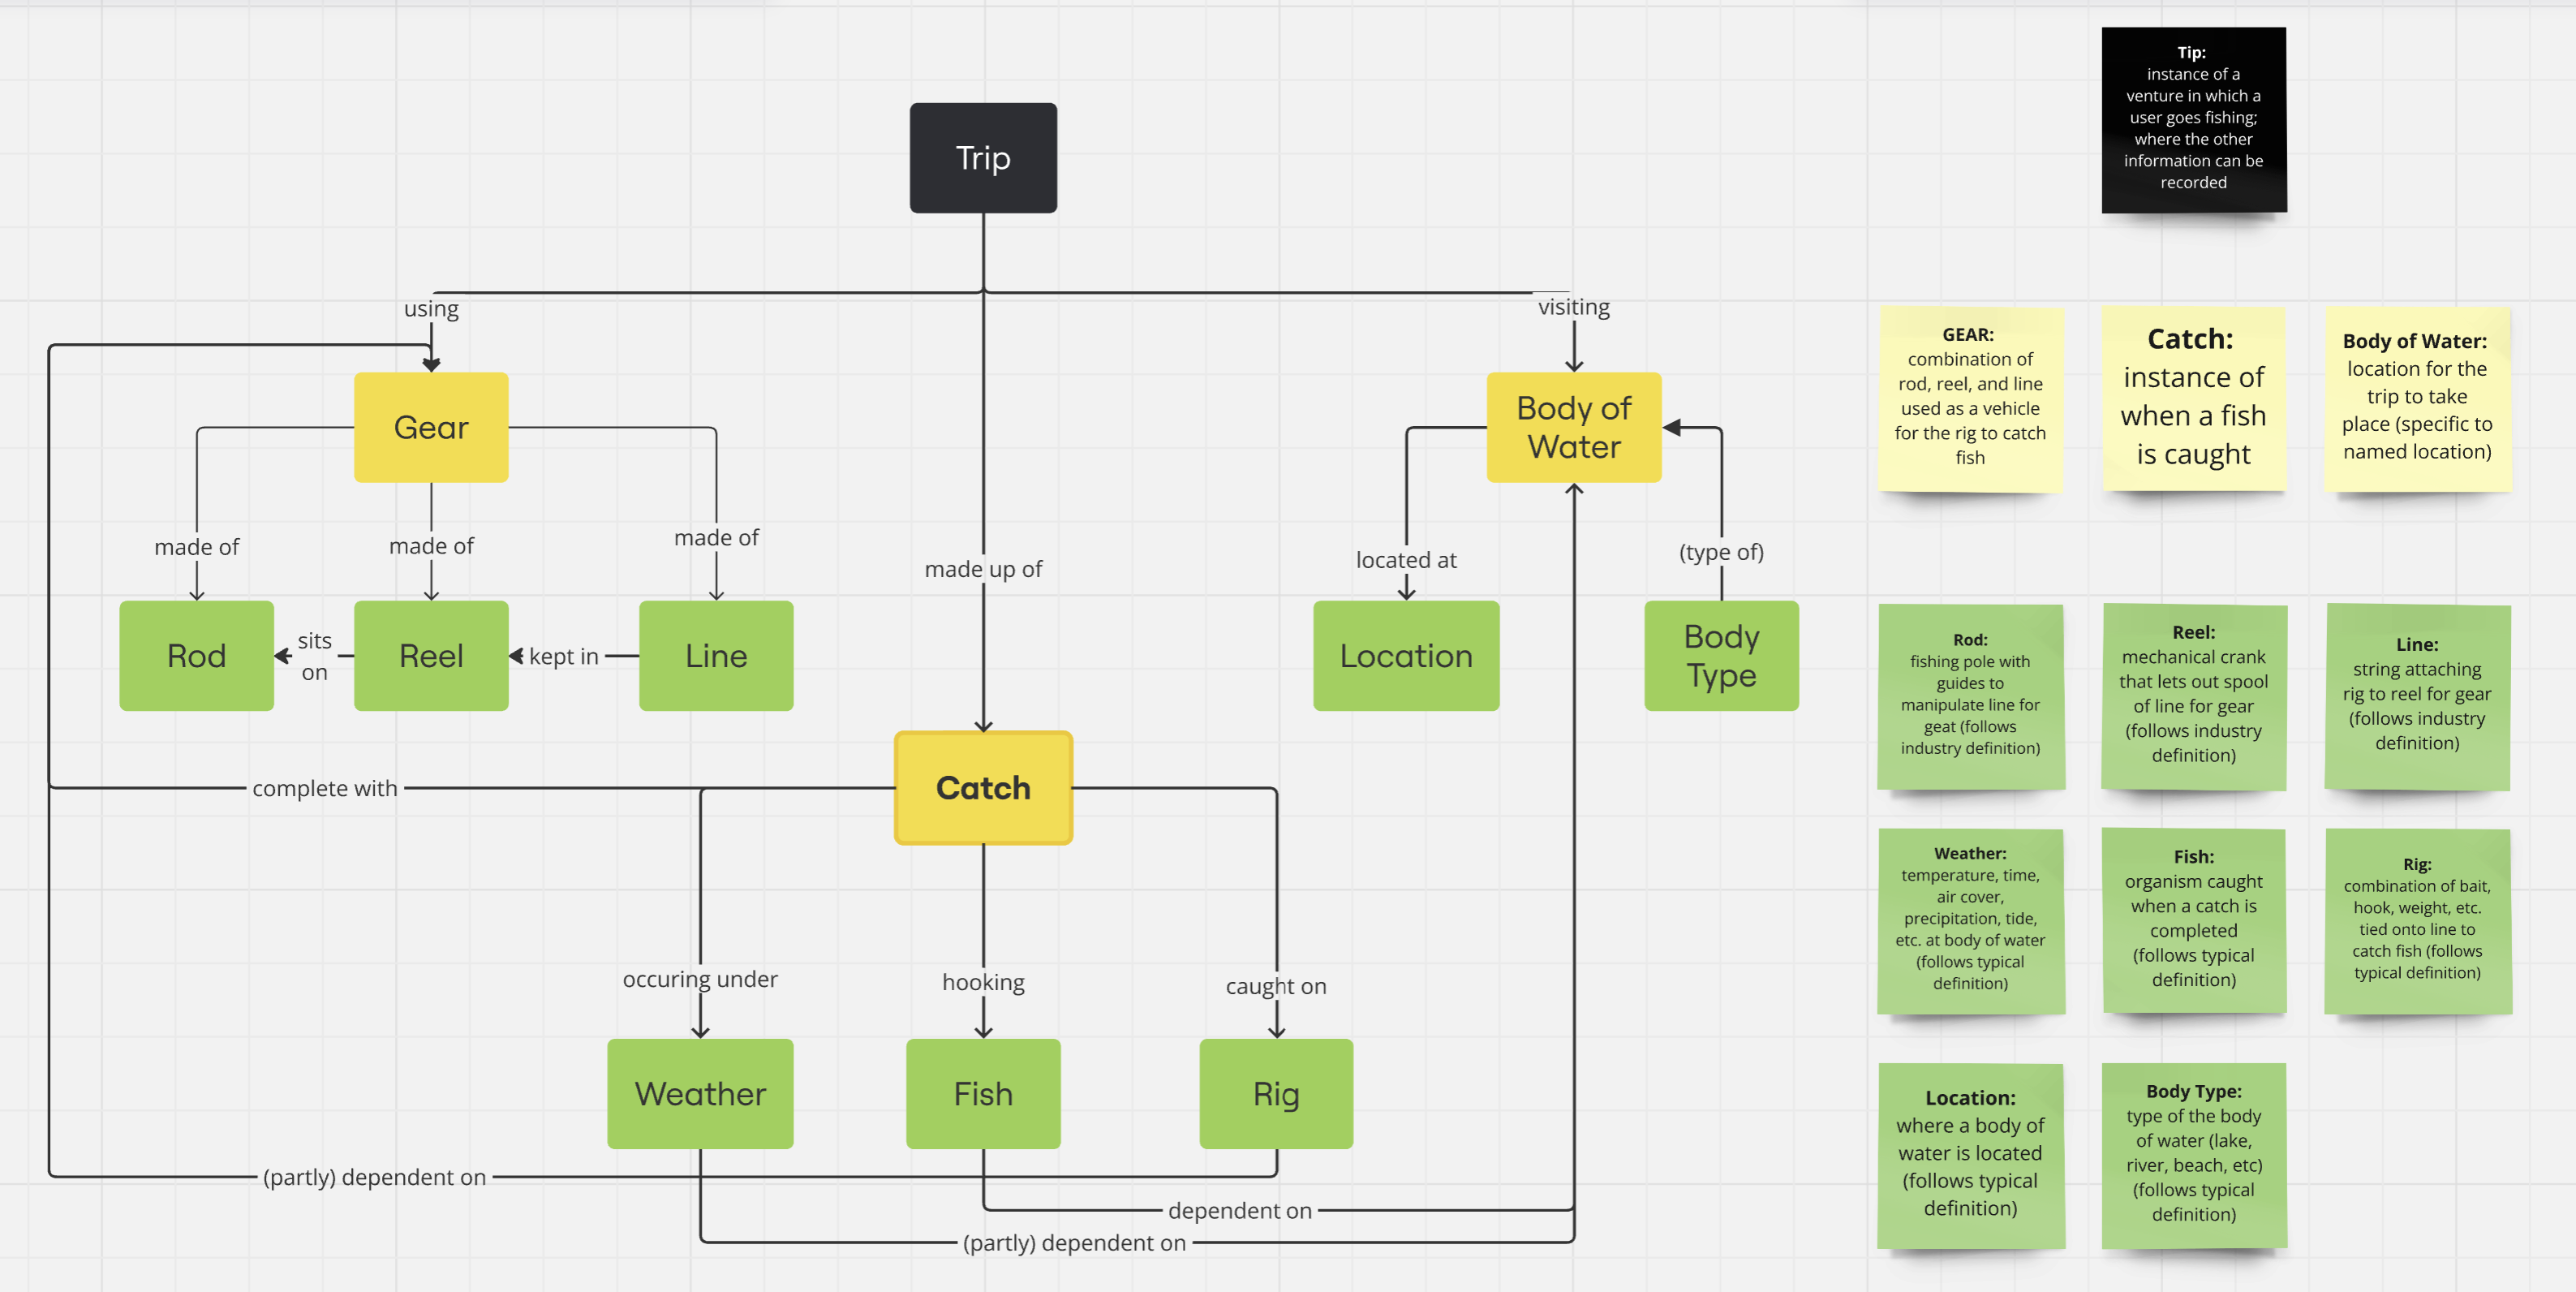 Trip
using
visiting
Gear
Body of
Water
made of
made of
made of
made up of
located at
(type of)
Rod
sits
on
Reel
kept in
Line
Location
Body
Type
complete with
Catch
occuring under
hooking
caught on
Weather
Fish
Rig
(partly) dependent on
dependent on
(partly) dependent on
Tip:
instance of a
venture in which a
user goes fishing;
where the other
information can be
recorded
GEAR:
combination of
rod, reel, and line
used as a vehicle
for the rig to catch
fish
Catch:
instance of
when a fish
is caught
Body of Water:
location for the
trip to take
place (specific to
named location)
Rod:
fishing pole with
guides to
manipulate line for
geat (follows
industry definition)
Reel:
mechanical crank
that lets out spool
of line for gear
(follows industry
definition)
Line:
string attaching
rig to reel for gear
(follows industry
definition)
Weather:
temperature, time,
air cover,
precipitation, tide,
etc. at body of water
(follows typical
definition)
Fish:
organism caught
when a catch is
completed
(follows typical
definition)
Rig:
combination of bait,
hook, weight, etc.
tied onto line to
catch fish (follows
typical definition)
Location:
where a body of
water is located
(follows typical
definition)
Body Type:
type of the body
of water (lake,
river, beach, etc)
(follows typical
definition)